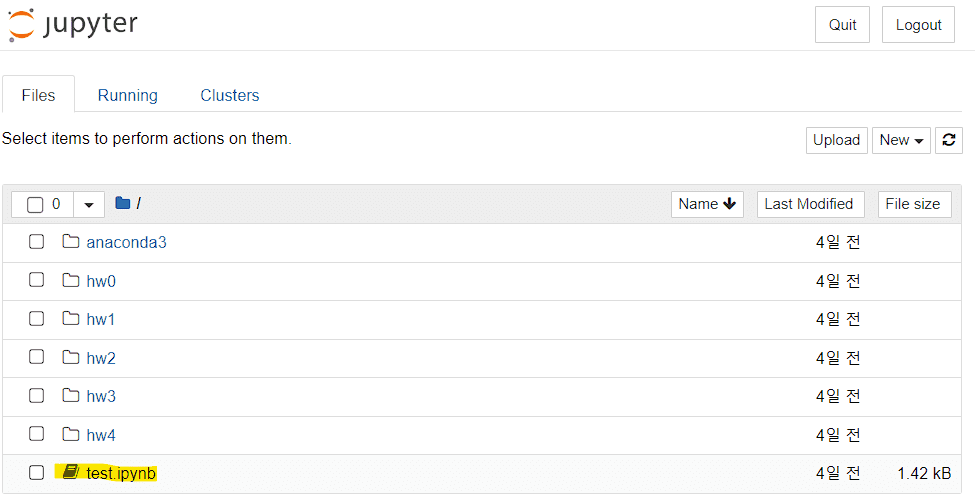 jupyter Quit Logout
Files Running Clusters
Select items to perform actions on them. Upload New
0 / Name Last Modified File size
anaconda3 4일 전
hw0 4일 전
hw1 4일 전
hw2 4일 전
hw3 4일 전
hw4 4일 전
test.ipynb 4일 전 1.42 kB